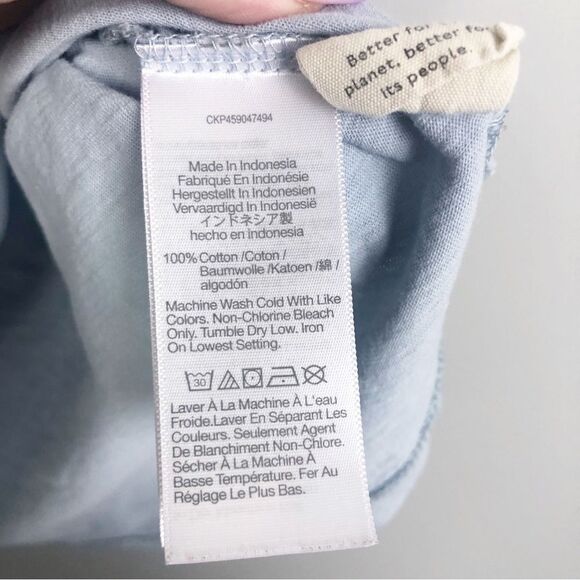 Better for
planet, better for
its people.
CKP459047494
Made In Indonesia
Fabriqué En Indonésie
Hergestellt In Indonesien
Vervaardigd In Indonesië
インドネシア製
hecho en Indonesia
100% Cotton /Coton /
Baumwolle /Katoen /綿 /
algodón
Machine Wash Cold With Like
Colors. Non-Chlorine Bleach
Only. Tumble Dry Low. Iron
On Lowest Setting.
30
Laver À La Machine À L'eau
Froide.Laver En Séparant Les
Couleurs. Seulement Agent
De Blanchiment Non-Chlore.
Sécher À La Machine À
Basse Température. Fer Au
Réglage Le Plus Bas.